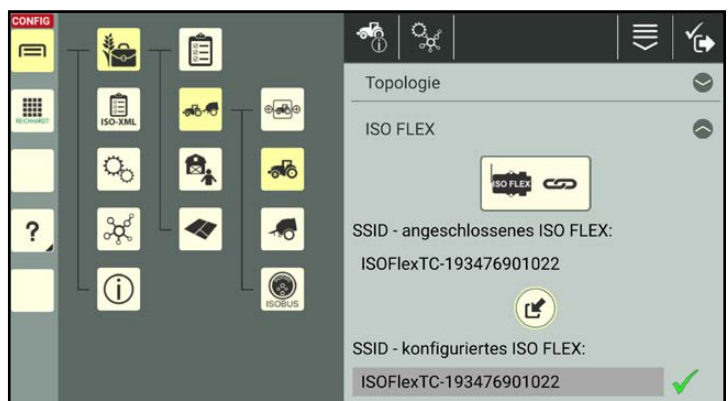 CONFIG
REICHHARDT
ISO-XML
?
ISOBUS
Topologie
ISO FLEX
ISO FLEX
SSID - angeschlossenes ISO FLEX:
ISOFlexTC-193476901022
SSID - konfiguriertes ISO FLEX:
ISOFlexTC-193476901022